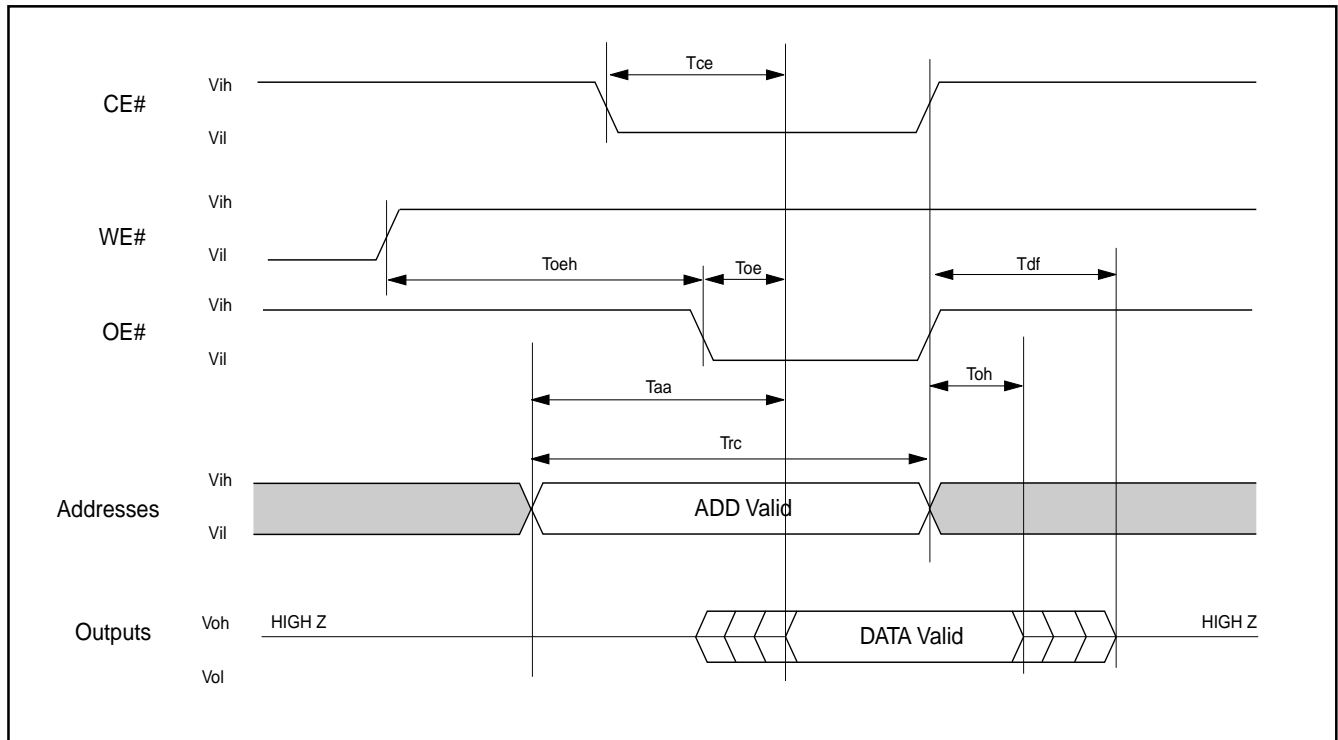 Tce
CE#
Vih
Vil
WE#
Vih
Vil
Toeh
Toe
Tdf
OE#
Vih
Vil
Toh
Taa
Trc
Addresses
Vih
Vil
ADD Valid
Outputs
Voh
Vol
HIGH Z
DATA Valid
HIGH Z